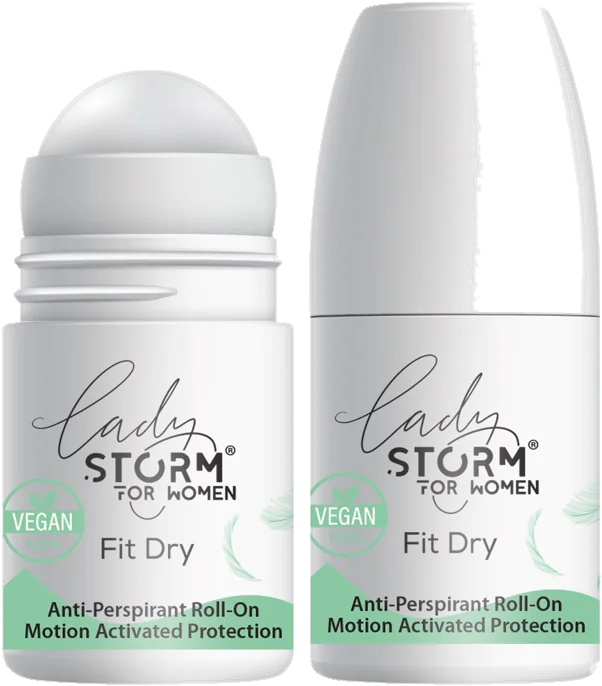 lady
STORM®
FOR WOMEN
VEGAN
Fit Dry
Anti-Perspirant Roll-On
Motion Activated Protection
lady
STORM®
FOR WOMEN
VEGAN
Fit Dry
Anti-Perspirant Roll-On
Motion Activated Protection